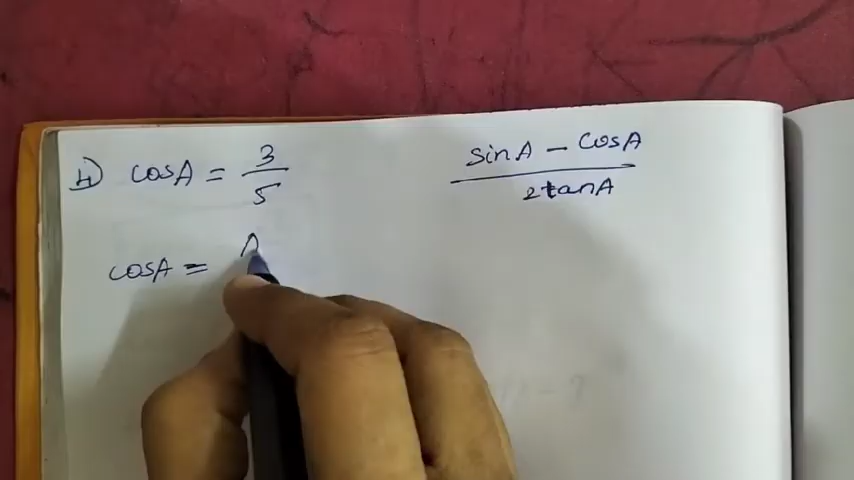 4) cosA = 3/5
sinA - cosA / 2tanA
cosA = A